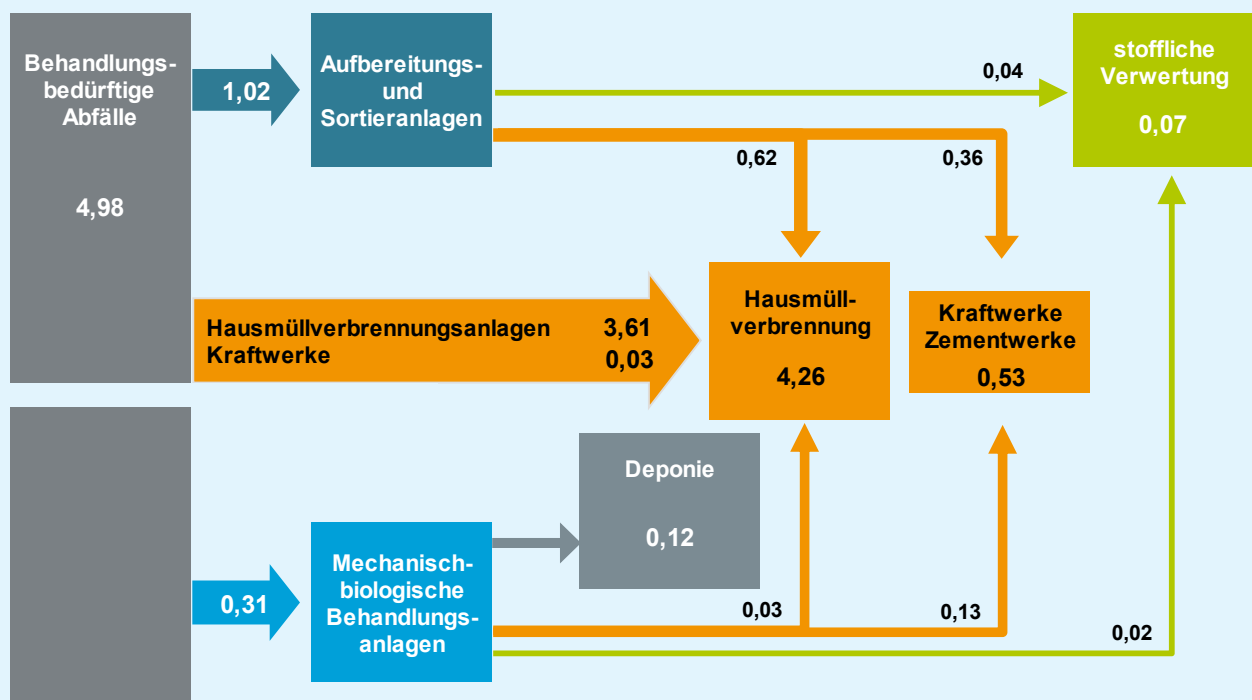 Behandlungs-
bedürftige
Abfälle
4,98
1,02
Aufbereitungs-
und
Sortieranlagen
0,04
stoffliche
Verwertung
0,07
0,62
0,36
Hausmüllverbrennungsanlagen 3,61
Kraftwerke 0,03
Hausmüll-
verbrennung
4,26
Kraftwerke
Zementwerke
0,53
Deponie
0,12
0,31
Mechanisch-
biologische
Behandlungs-
anlagen
0,03
0,13
0,02